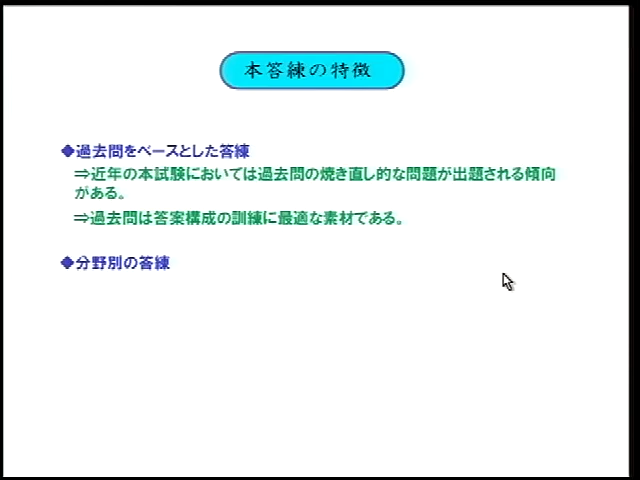 本答練の特徴
◆過去問をベースとした答練
⇒近年の本試験においては過去問の焼き直し的な問題が出題される傾向
がある。
⇒過去問は答案構成の訓練に最適な素材である。
◆分野別の答練